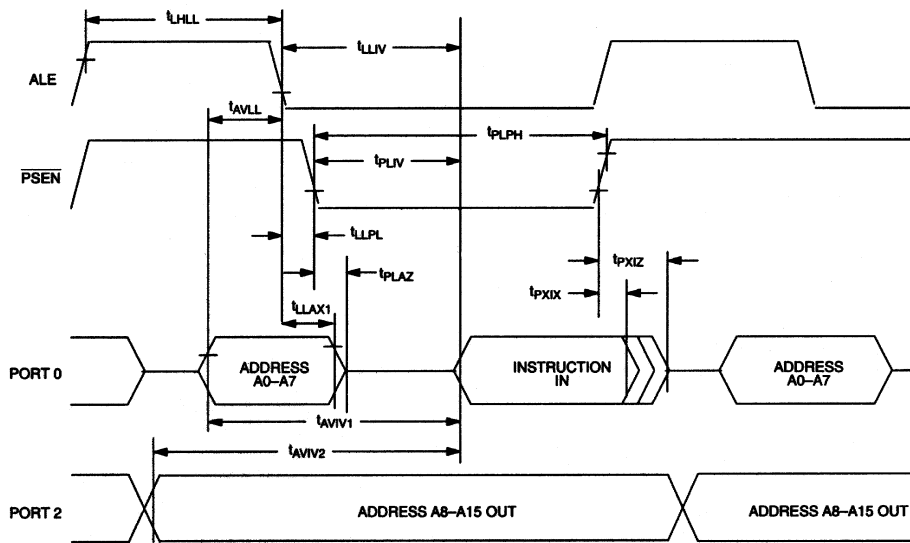 tLHLL
tLLIV
ALE
tAVLL
tPLPH
PSEN
tPLIV
tLLPL
tPXIZ
tPLAZ
tPXIX
tLLAX1
PORT 0
ADDRESS
A0–A7
INSTRUCTION
IN
ADDRESS
A0–A7
tAVIV1
tAVIV2
PORT 2
ADDRESS A8–A15 OUT
ADDRESS A8–A15 OUT